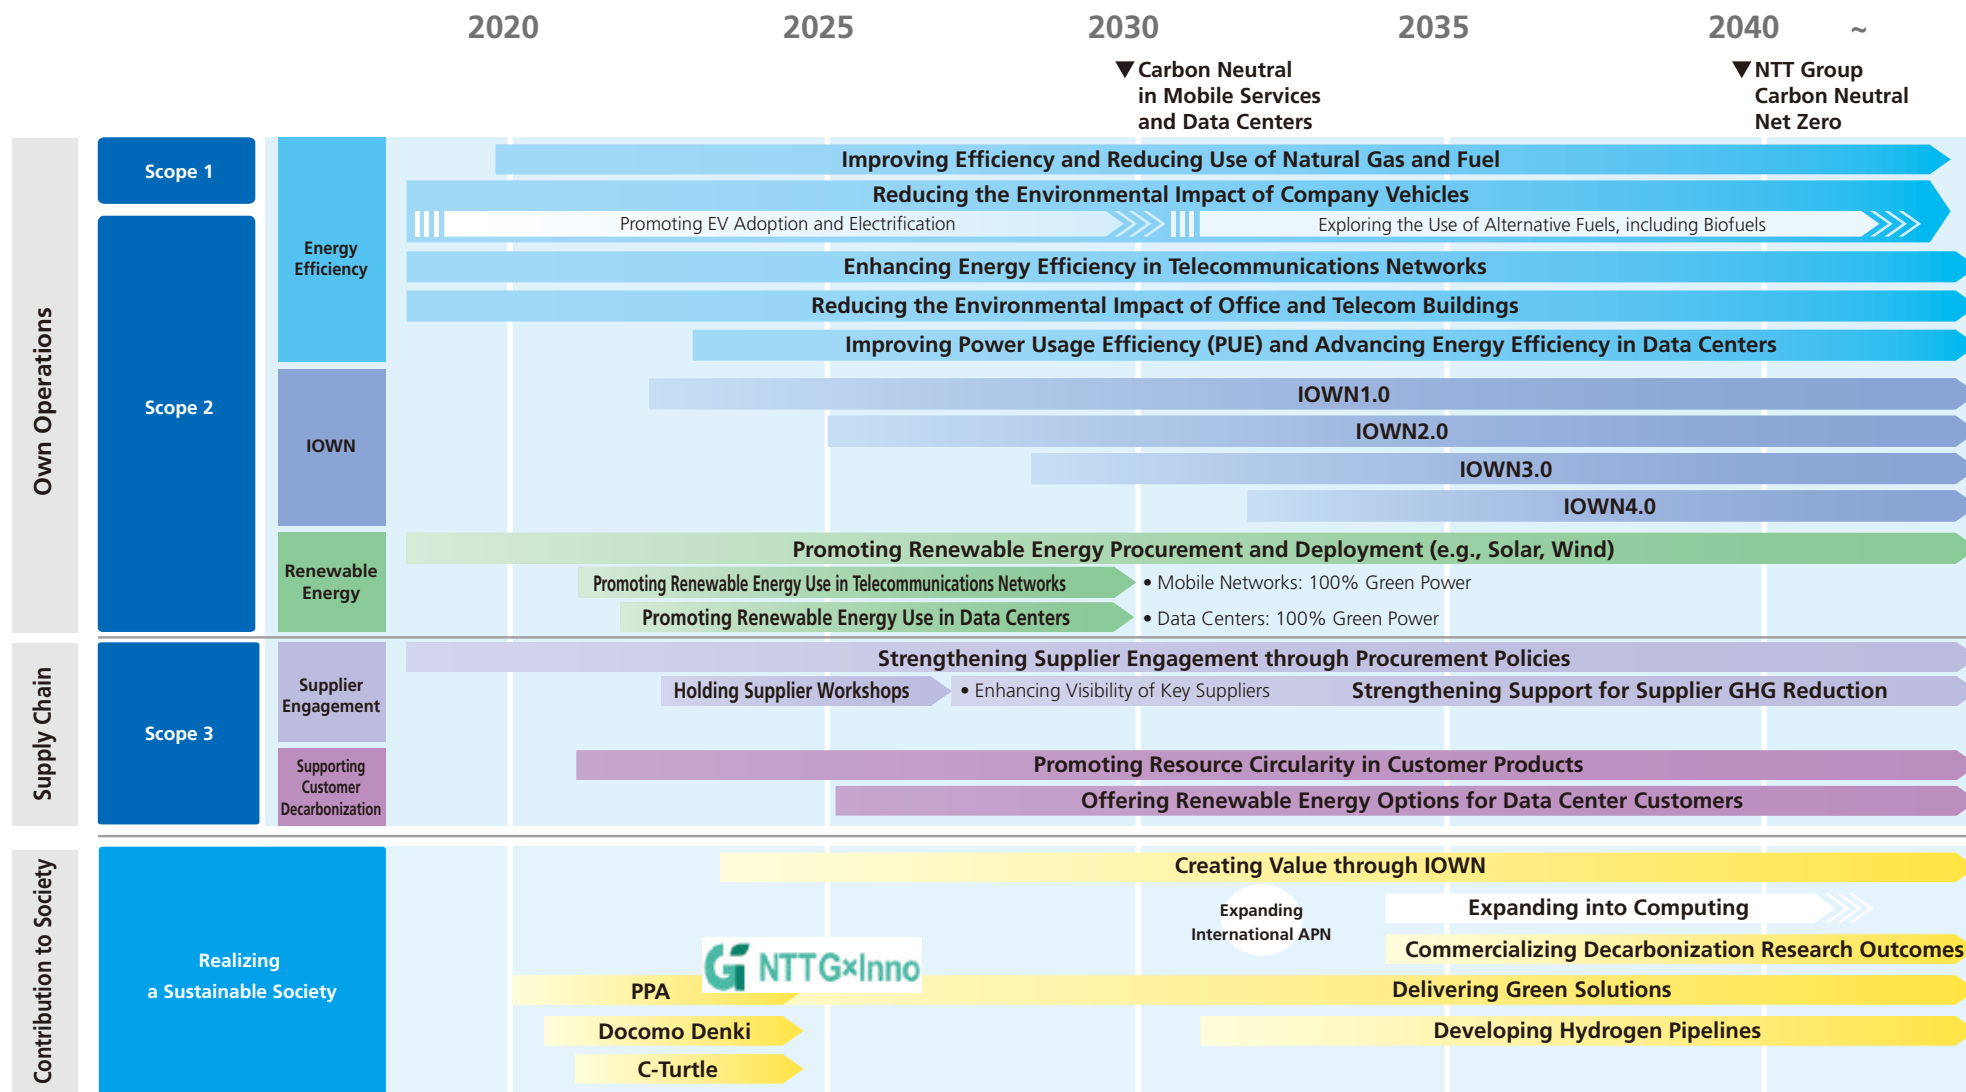 2020 2025 2030 2035 2040 ~
▼Carbon Neutral
in Mobile Services
and Data Centers
▼NTT Group
Carbon Neutral
Net Zero
Own Operations
Scope 1
Scope 2
Energy
Efficiency
Improving Efficiency and Reducing Use of Natural Gas and Fuel
Reducing the Environmental Impact of Company Vehicles
Promoting EV Adoption and Electrification
Exploring the Use of Alternative Fuels, including Biofuels
Enhancing Energy Efficiency in Telecommunications Networks
Reducing the Environmental Impact of Office and Telecom Buildings
Improving Power Usage Efficiency (PUE) and Advancing Energy Efficiency in Data Centers
IOWN
IOWN1.0
IOWN2.0
IOWN3.0
IOWN4.0
Renewable
Energy
Promoting Renewable Energy Procurement and Deployment (e.g., Solar, Wind)
Promoting Renewable Energy Use in Telecommunications Networks
• Mobile Networks: 100% Green Power
Promoting Renewable Energy Use in Data Centers
• Data Centers: 100% Green Power
Supply Chain
Scope 3
Supplier
Engagement
Strengthening Supplier Engagement through Procurement Policies
Holding Supplier Workshops
• Enhancing Visibility of Key Suppliers
Strengthening Support for Supplier GHG Reduction
Supporting
Customer
Decarbonization
Promoting Resource Circularity in Customer Products
Offering Renewable Energy Options for Data Center Customers
Contribution to Society
Realizing
a Sustainable Society
Creating Value through IOWN
Expanding
International APN
Expanding into Computing
Commercializing Decarbonization Research Outcomes
Gi NTTG×Inno
PPA
Delivering Green Solutions
Docomo Denki
Developing Hydrogen Pipelines
C-Turtle